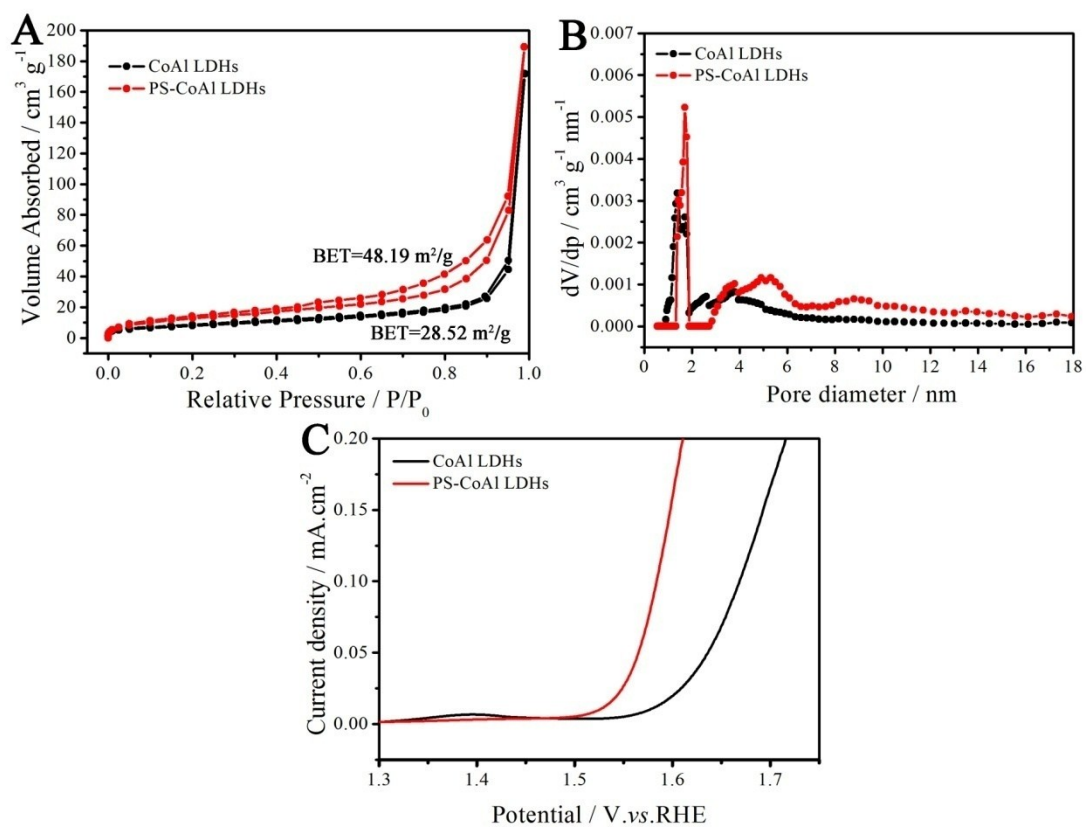 A
CoAl LDHs
PS-CoAl LDHs
200
180
160
140
120
100
80
60
40
20
0
Volume Absorbed / cm³ g⁻¹
BET=48.19 m²/g
BET=28.52 m²/g
0.0 0.2 0.4 0.6 0.8 1.0
Relative Pressure / P/P₀
B
CoAl LDHs
PS-CoAl LDHs
0.007
0.006
0.005
0.004
0.003
0.002
0.001
0.000
dV/dp / cm³ g⁻¹ nm⁻¹
0 2 4 6 8 10 12 14 16 18
Pore diameter / nm
C
CoAl LDHs
PS-CoAl LDHs
0.20
0.15
0.10
0.05
0.00
Current density / mA.cm⁻²
1.3 1.4 1.5 1.6 1.7
Potential / V.vs.RHE